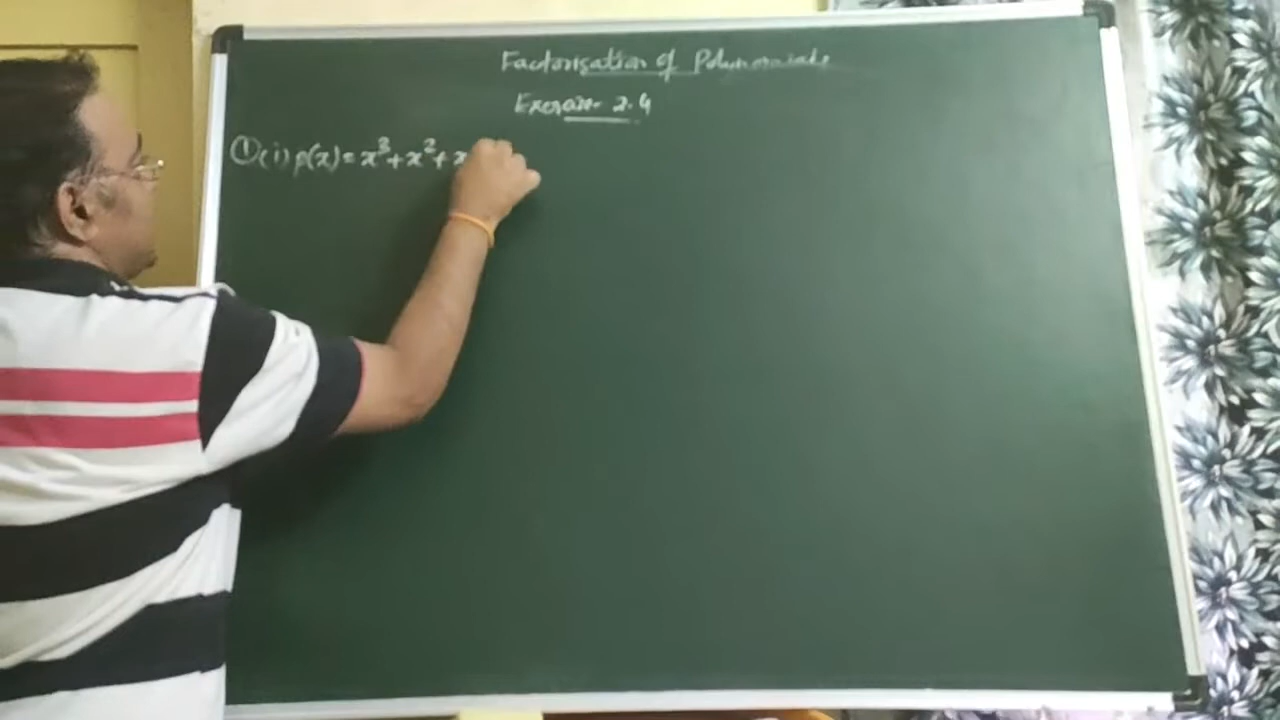 Factorisation of Polynomials
Exercise 2.4
① (i) p(x) = x³ + x² + x